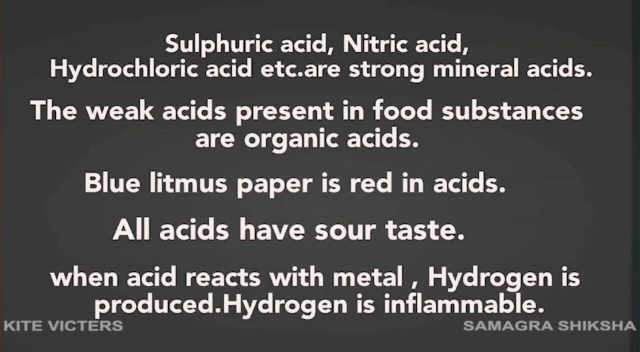 Sulphuric acid, Nitric acid,
Hydrochloric acid etc.are strong mineral acids.
The weak acids present in food substances
are organic acids.
Blue litmus paper is red in acids.
All acids have sour taste.
when acid reacts with metal , Hydrogen is
produced.Hydrogen is inflammable.
KITE VICTERS
SAMAGRA SHIKSHA